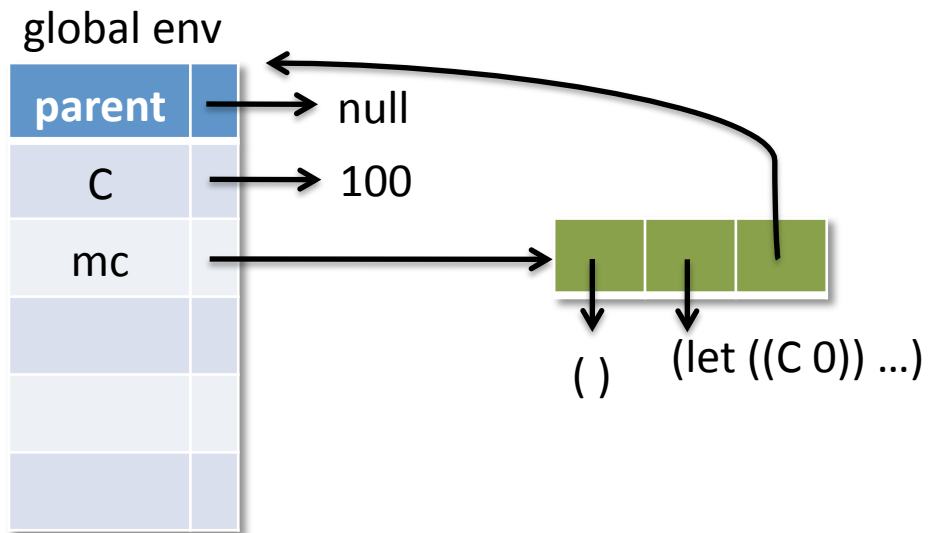 global env
parent
null
C
100
mc
( )
(let ((C 0)) …)